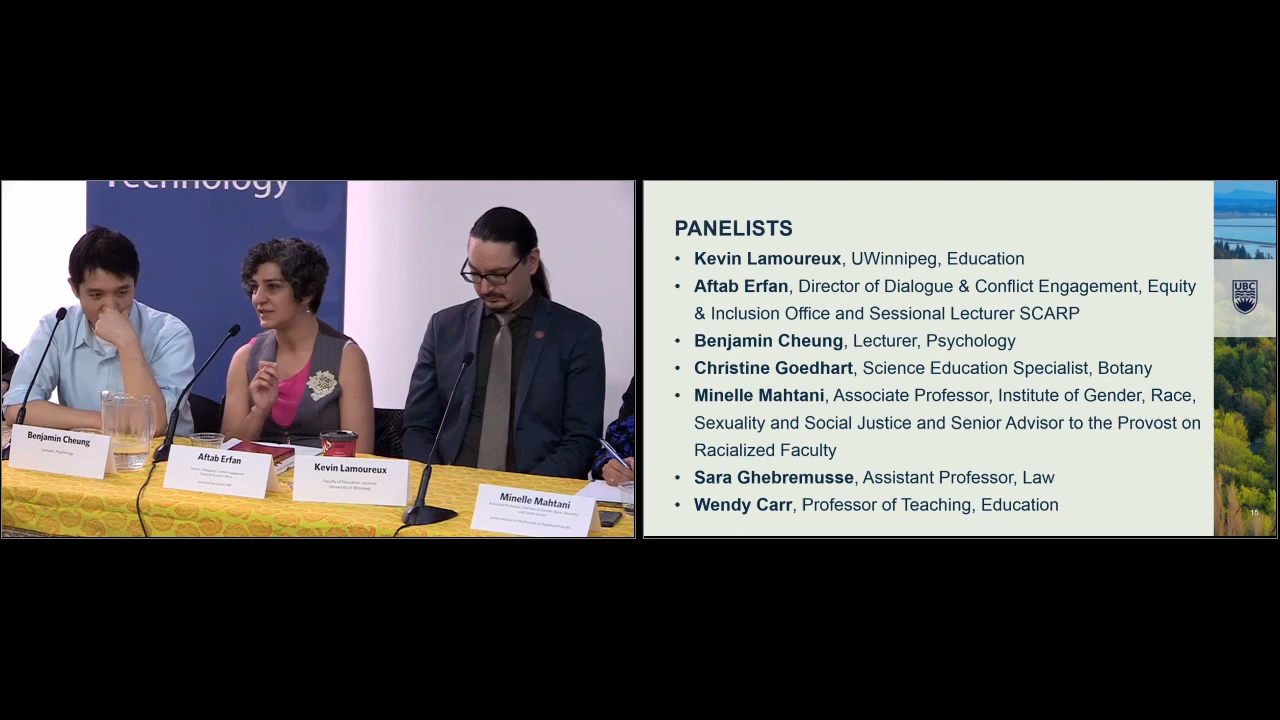 Technology
Benjamin Cheung
Lecturer, Psychology
Aftab Erfan
Kevin Lamoureux
Faculty of Education, Lecturer
University of Winnipeg
Minelle Mahtani
PANELISTS
• Kevin Lamoureux, UWinnipeg, Education
• Aftab Erfan, Director of Dialogue & Conflict Engagement, Equity
& Inclusion Office and Sessional Lecturer SCARP
• Benjamin Cheung, Lecturer, Psychology
• Christine Goedhart, Science Education Specialist, Botany
• Minelle Mahtani, Associate Professor, Institute of Gender, Race,
Sexuality and Social Justice and Senior Advisor to the Provost on
Racialized Faculty
• Sara Ghebremusse, Assistant Professor, Law
• Wendy Carr, Professor of Teaching, Education
UBC
15